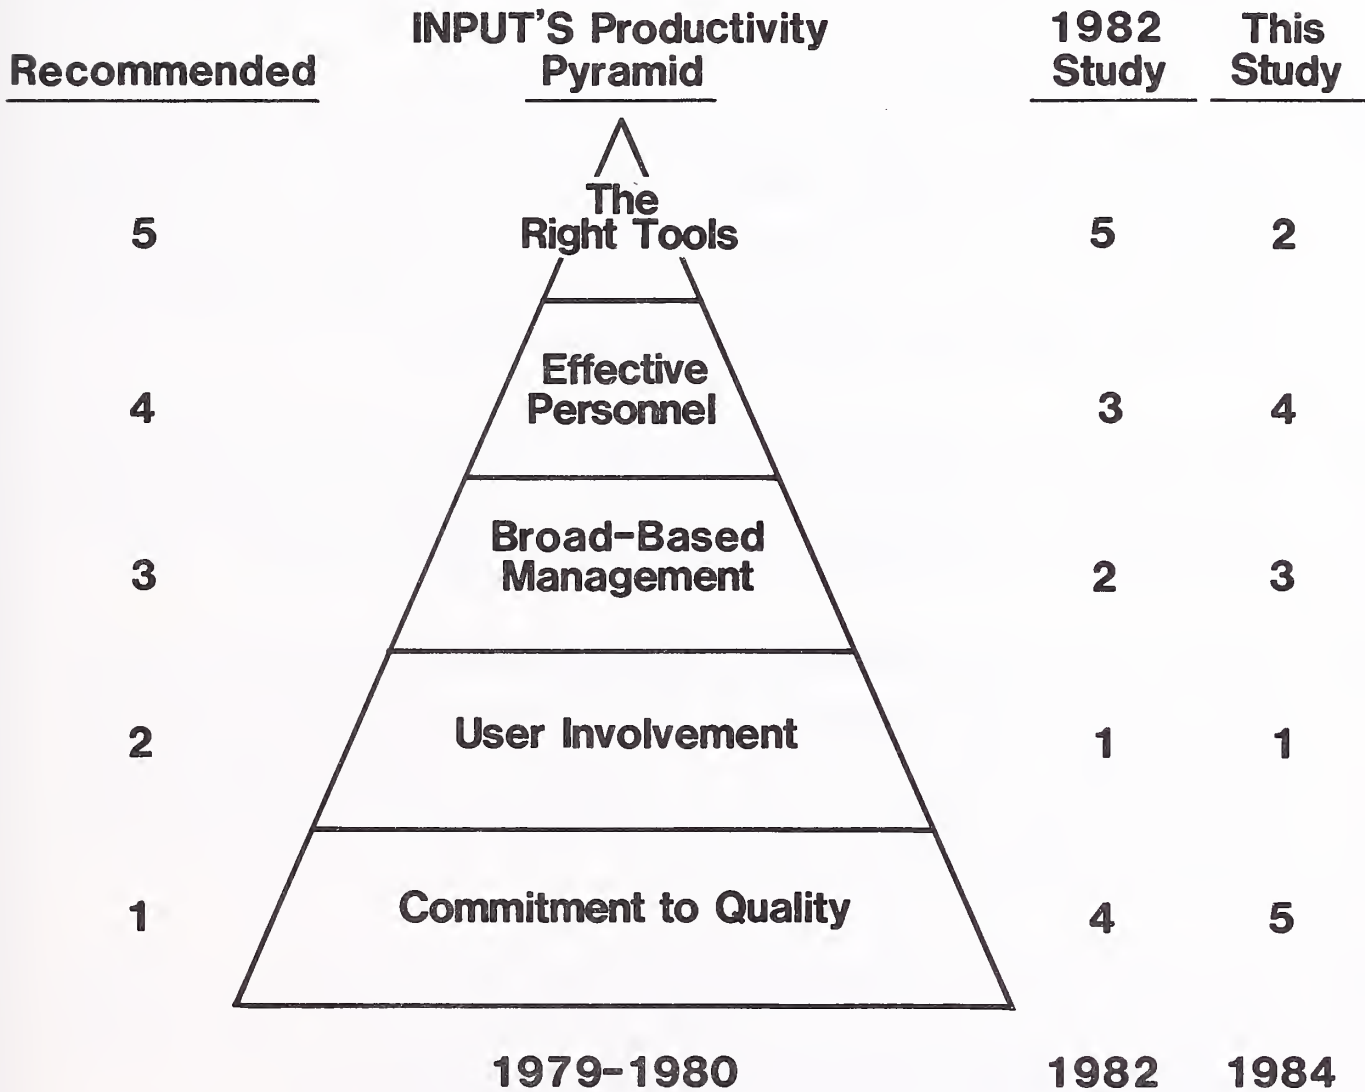 INPUT'S Productivity 1982 This
Recommended Pyramid Study Study
The
5 Right Tools 5 2
Effective
4 Personnel 3 4
Broad-Based
3 Management 2 3
2 User Involvement 1 1
1 Commitment to Quality 4 5
1979-1980 1982 1984